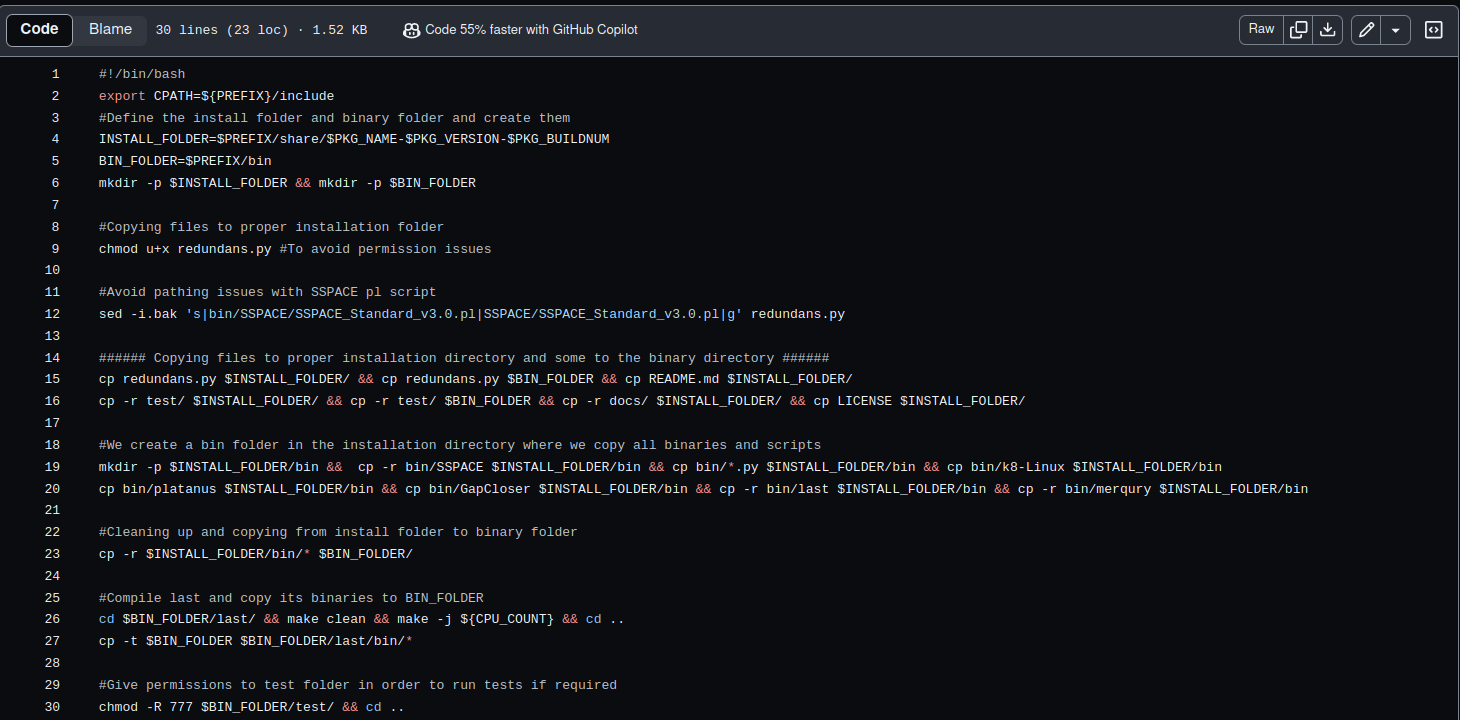 Code Blame 30 lines (23 loc) · 1.52 KB Code 55% faster with GitHub Copilot Raw
1 #!/bin/bash
2 export CPATH=${PREFIX}/include
3 #Define the install folder and binary folder and create them
4 INSTALL_FOLDER=$PREFIX/share/$PKG_NAME-$PKG_VERSION-$PKG_BUILDNUM
5 BIN_FOLDER=$PREFIX/bin
6 mkdir -p $INSTALL_FOLDER && mkdir -p $BIN_FOLDER
7
8 #Copying files to proper installation folder
9 chmod u+x redundans.py #To avoid permission issues
10
11 #Avoid pathing issues with SSPACE pl script
12 sed -i.bak 's|bin/SSPACE/SSPACE_Standard_v3.0.pl|SSPACE/SSPACE_Standard_v3.0.pl|g' redundans.py
13
14 ###### Copying files to proper installation directory and some to the binary directory ######
15 cp redundans.py $INSTALL_FOLDER/ && cp redundans.py $BIN_FOLDER && cp README.md $INSTALL_FOLDER/
16 cp -r test/ $INSTALL_FOLDER/ && cp -r test/ $BIN_FOLDER && cp -r docs/ $INSTALL_FOLDER/ && cp LICENSE $INSTALL_FOLDER/
17
18 #We create a bin folder in the installation directory where we copy all binaries and scripts
19 mkdir -p $INSTALL_FOLDER/bin &&  cp -r bin/SSPACE $INSTALL_FOLDER/bin && cp bin/*.py $INSTALL_FOLDER/bin && cp bin/k8-Linux $INSTALL_FOLDER/bin
20 cp bin/platanus $INSTALL_FOLDER/bin && cp bin/GapCloser $INSTALL_FOLDER/bin && cp -r bin/last $INSTALL_FOLDER/bin && cp -r bin/merqury $INSTALL_FOLDER/bin
21
22 #Cleaning up and copying from install folder to binary folder
23 cp -r $INSTALL_FOLDER/bin/* $BIN_FOLDER/
24
25 #Compile last and copy its binaries to BIN_FOLDER
26 cd $BIN_FOLDER/last/ && make clean && make -j ${CPU_COUNT} && cd ..
27 cp -t $BIN_FOLDER $BIN_FOLDER/last/bin/*
28
29 #Give permissions to test folder in order to run tests if required
30 chmod -R 777 $BIN_FOLDER/test/ && cd ..